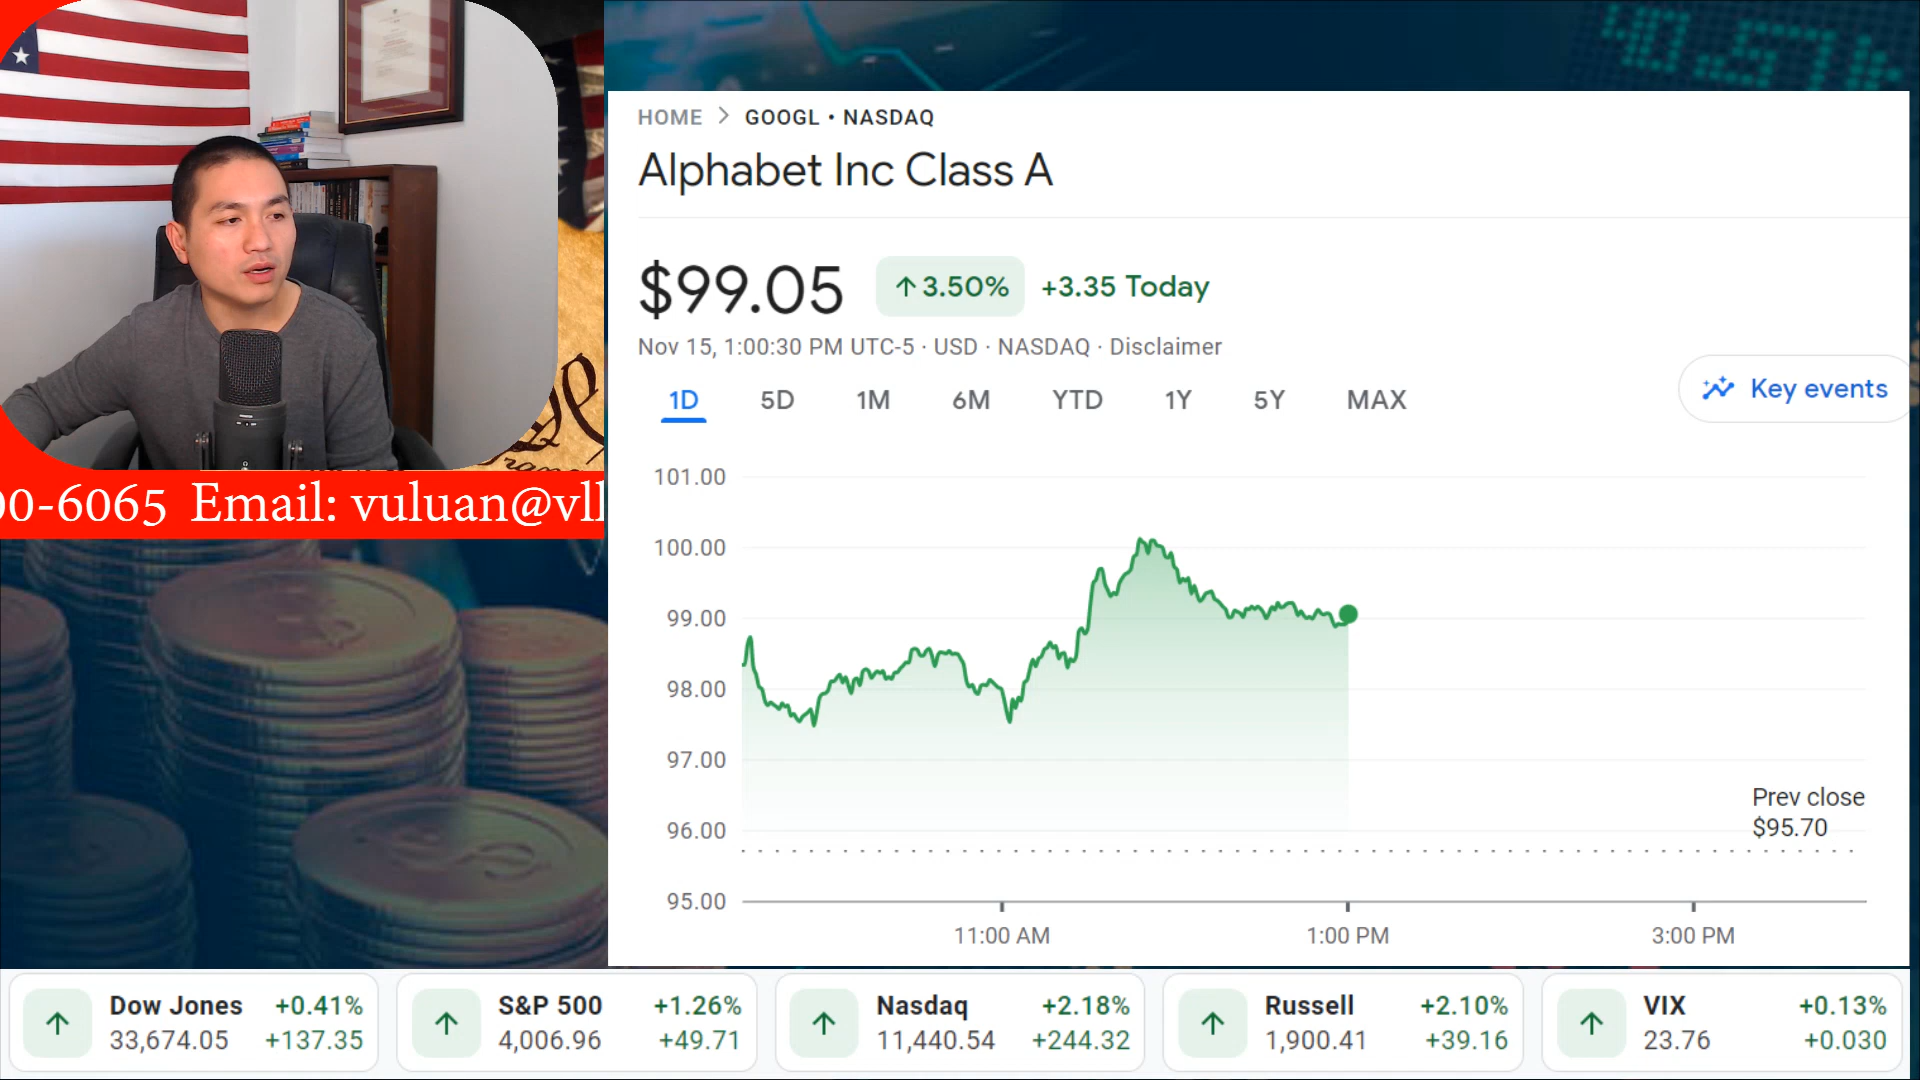 40.57%
00-6065 Email: vuluan@vll
HOME > GOOGL • NASDAQ
Alphabet Inc Class A
$99.05 ↑3.50% +3.35 Today
Nov 15, 1:00:30 PM UTC-5 · USD · NASDAQ · Disclaimer
1D 5D 1M 6M YTD 1Y 5Y MAX
Key events
101.00
100.00
99.00
98.00
97.00
96.00
95.00
Prev close
$95.70
11:00 AM 1:00 PM 3:00 PM
Dow Jones +0.41%
33,674.05 +137.35
S&P 500 +1.26%
4,006.96 +49.71
Nasdaq +2.18%
11,440.54 +244.32
Russell +2.10%
1,900.41 +39.16
VIX +0.13%
23.76 +0.030